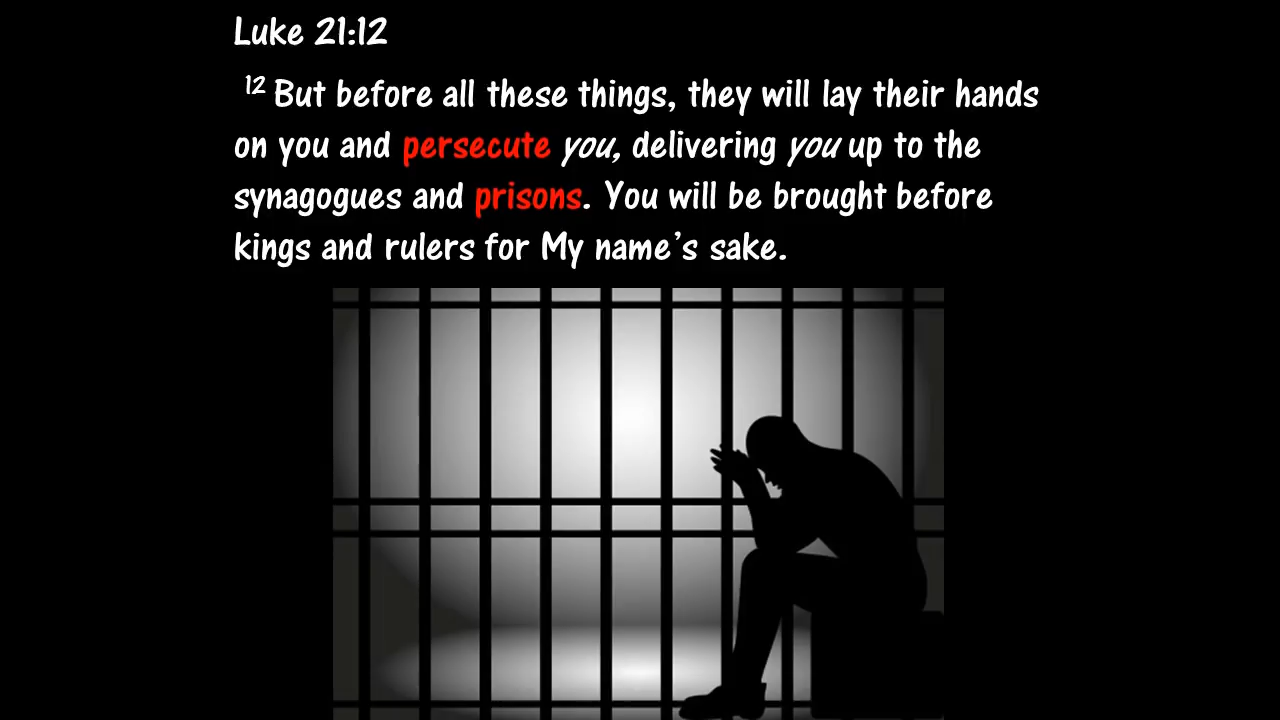 Luke 21:12
12 But before all these things, they will lay their hands
on you and persecute you, delivering you up to the
synagogues and prisons. You will be brought before
kings and rulers for My name’s sake.